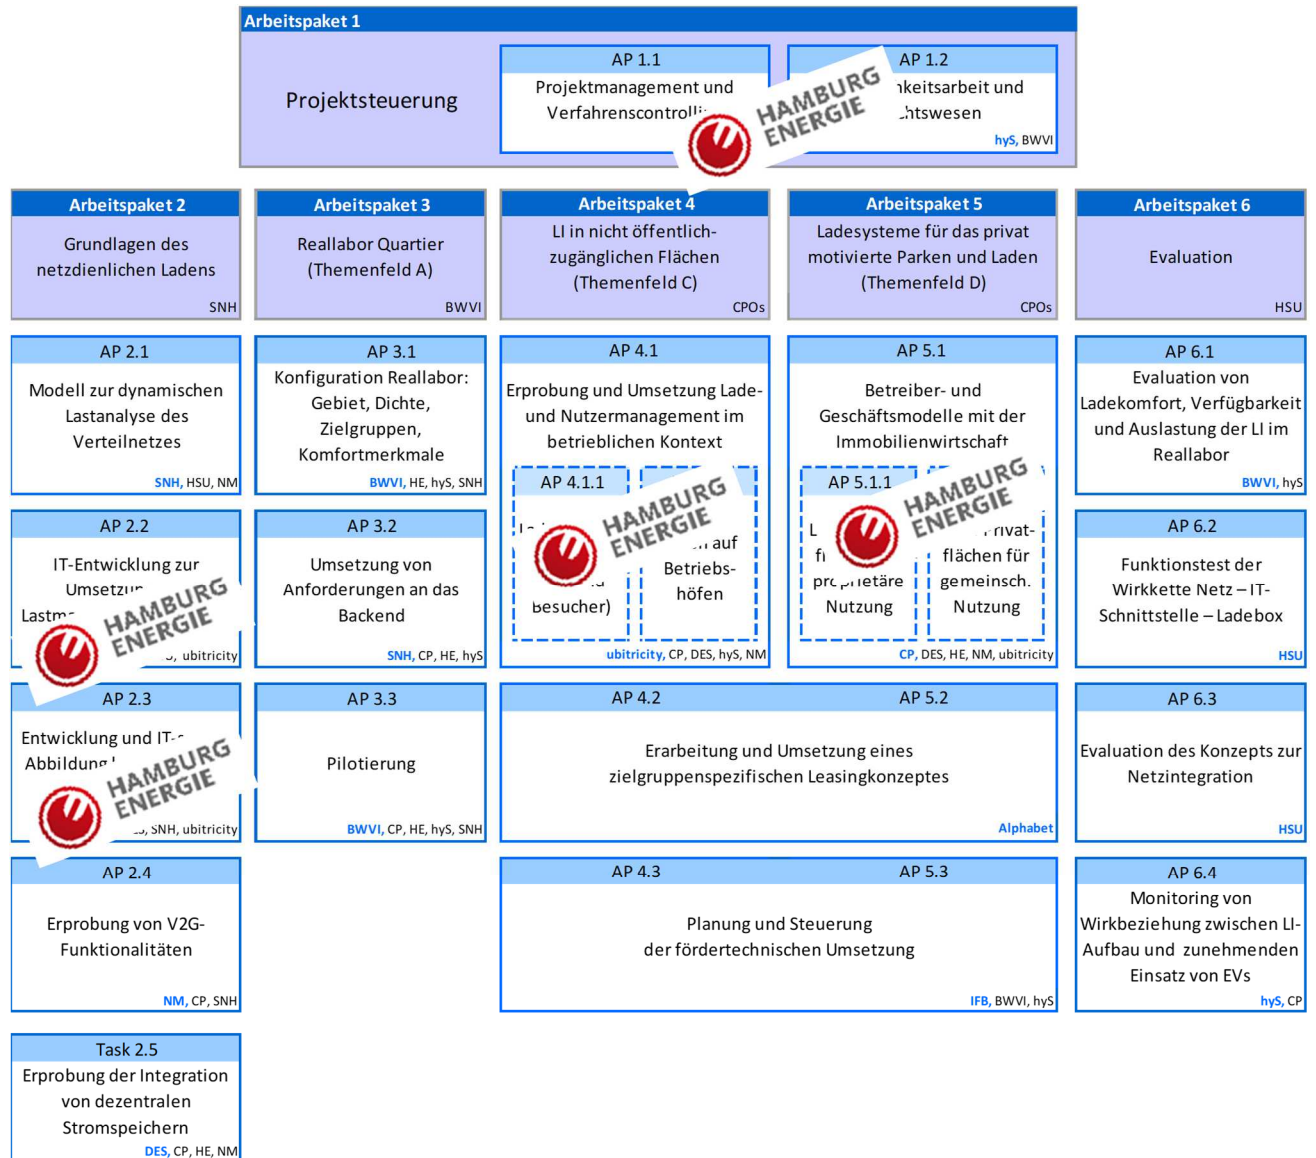 Arbeitspaket 1
Projektsteuerung
AP 1.1
Projektmanagement und
AP 1.2
und
hyS, BWVI
HAMBURG
ENERGIE
Arbeitspaket 2
Grundlagen des
netzdienlichen Ladens
SNH
Arbeitspaket 3
Reallabor Quartier
(Themenfeld A)
BWVI
Arbeitspaket 4
LI in nicht öffentlich-
zugänglichen Flächen
(Themenfeld C)
CPOs
Arbeitspaket 5
Ladesysteme für das privat
motivierte Parken und Laden
(Themenfeld D)
CPOs
Arbeitspaket 6
Evaluation
HSU
AP 2.1
Modell zur dynamischen
Lastanalyse des
Verteilnetzes
SNH, HSU, NM
AP 2.2
IT-Entwicklung zur
HAMBURG
ENERGIE
ubitricity
AP 2.3
Entwicklung und
Abbildung
HAMBURG
ENERGIE
SNH, ubitricity
AP 2.4
Erprobung von V2G-
Funktionalitäten
NM, CP, SNH
Task 2.5
Erprobung der Integration
von dezentralen
Stromspeichern
DES, CP, HE, NM
AP 3.1
Konfiguration Reallabor:
Gebiet, Dichte,
Zielgruppen,
Komfortmerkmale
BWVI, HE, hyS, SNH
AP 3.2
Umsetzung von
Anforderungen an das
Backend
SNH, CP, HE, hyS
AP 3.3
Pilotierung
BWVI, CP, HE, hyS, SNH
AP 4.1
Erprobung und Umsetzung Lade-
und Nutzermanagement im
betrieblichen Kontext
AP 4.1.1
Besucher)
HAMBURG
ENERGIE
auf
Betriebs-
höfen
ubitricity, CP, DES, hyS, NM
AP 5.1
Betreiber- und
Geschäftsmodelle mit der
Immobilienwirtschaft
AP 5.1.1
proprietäre
Nutzung
HAMBURG
ENERGIE
Privat-
flächen für
gemeinsch.
Nutzung
CP, DES, HE, NM, ubitricity
AP 4.2 AP 5.2
Erarbeitung und Umsetzung eines
zielgruppenspezifischen Leasingkonzeptes
Alphabet
AP 4.3 AP 5.3
Planung und Steuerung
der fördertechnischen Umsetzung
IFB, BWVI, hyS
AP 6.1
Evaluation von
Ladekomfort, Verfügbarkeit
und Auslastung der LI im
Reallabor
BWVI, hyS
AP 6.2
Funktionstest der
Wirkkette Netz – IT-
Schnittstelle – Ladebox
HSU
AP 6.3
Evaluation des Konzepts zur
Netzintegration
HSU
AP 6.4
Monitoring von
Wirkbeziehung zwischen LI-
Aufbau und zunehmenden
Einsatz von EVs
hyS, CP